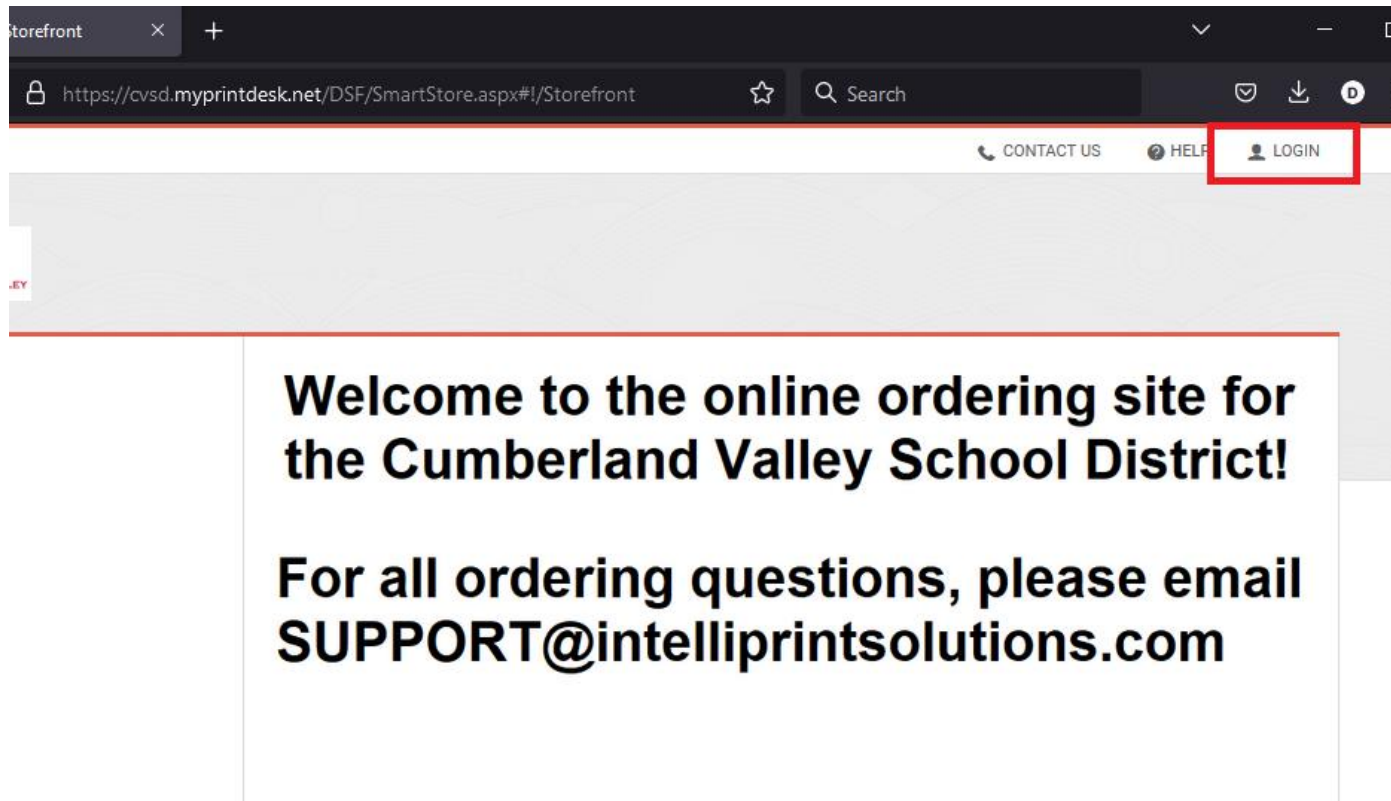 Storefront
https://cvsd.myprintdesk.net/DSF/SmartStore.aspx#!/Storefront
Search
D
CONTACT US
HELP
LOGIN
Welcome to the online ordering site for
the Cumberland Valley School District!
For all ordering questions, please email
SUPPORT@intelliprintsolutions.com